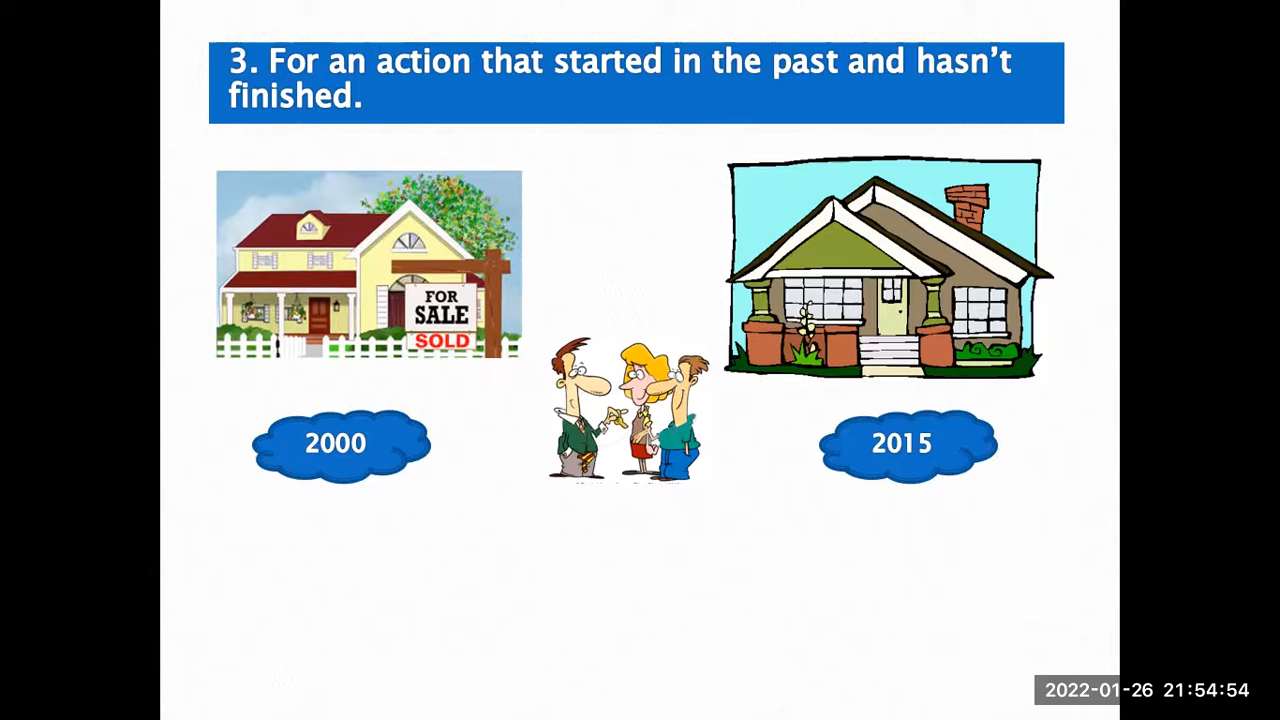 3. For an action that started in the past and hasn’t
finished.
FOR
SALE
SOLD
2000
2015
2022-01-26 21:54:54